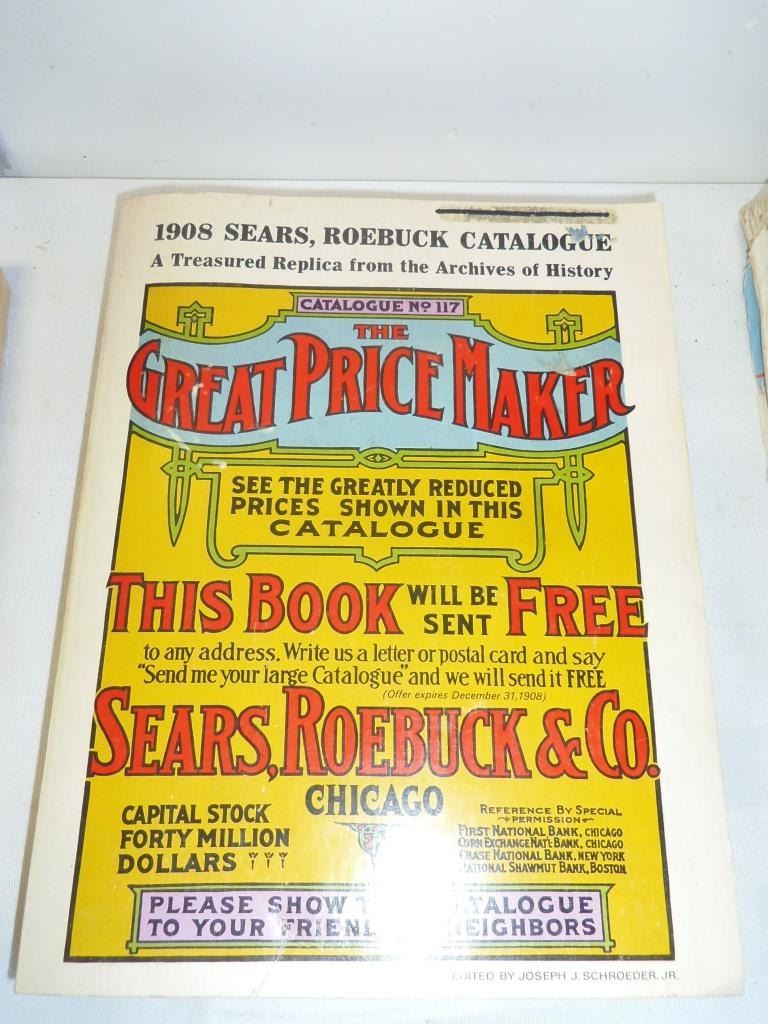 1908 SEARS, ROEBUCK CATALOGUE
A Treasured Replica from the Archives of History
CATALOGUE Nº 117
THE
GREAT PRICE MAKER
SEE THE GREATLY REDUCED
PRICES SHOWN IN THIS
CATALOGUE
THIS BOOK WILL BE SENT FREE
to any address. Write us a letter or postal card and say
"Send me your large Catalogue" and we will send it FREE
(Offer expires December 31, 1908)
SEARS, ROEBUCK & CO.
CHICAGO
CAPITAL STOCK
FORTY MILLION
DOLLARS
REFERENCE BY SPECIAL
PERMISSION
FIRST NATIONAL BANK, CHICAGO
CORN EXCHANGE NAT'L BANK, CHICAGO
CHASE NATIONAL BANK, NEW YORK
NATIONAL SHAWMUT BANK, BOSTON
PLEASE SHOW CATALOGUE
TO YOUR NEIGHBORS
EDITED BY JOSEPH J. SCHROEDER, JR.